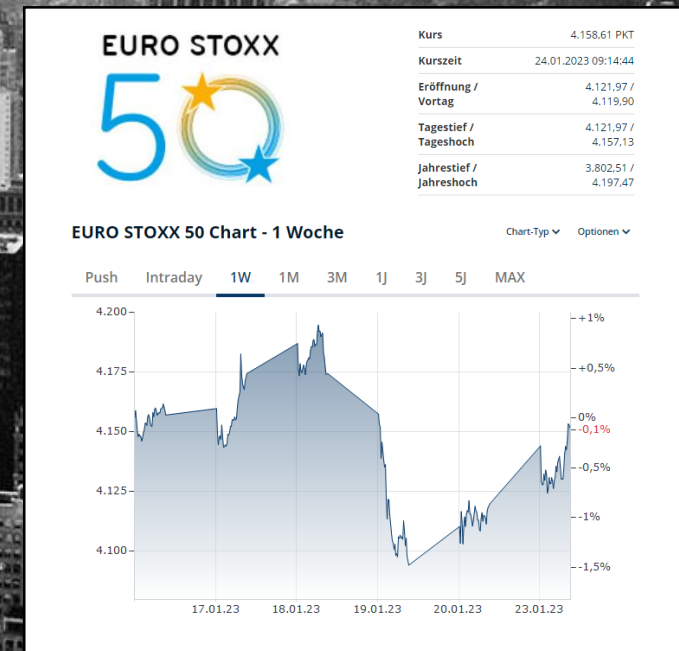 EURO STOXX
50
Kurs 4.158,61 PKT
Kurszeit 24.01.2023 09:14:44
Eröffnung / 4.121,97 /
Vortag 4.119,90
Tagestief / 4.121,97 /
Tageshoch 4.157,13
Jahrestief / 3.802,51 /
Jahreshoch 4.197,47
EURO STOXX 50 Chart - 1 Woche
Chart-Typ Optionen
Push Intraday 1W 1M 3M 1J 3J 5J MAX
4.200
+1%
4.175
+0,5%
0%
4.150
-0,1%
-0,5%
4.125
-1%
4.100
-1,5%
17.01.23 18.01.23 19.01.23 20.01.23 23.01.23